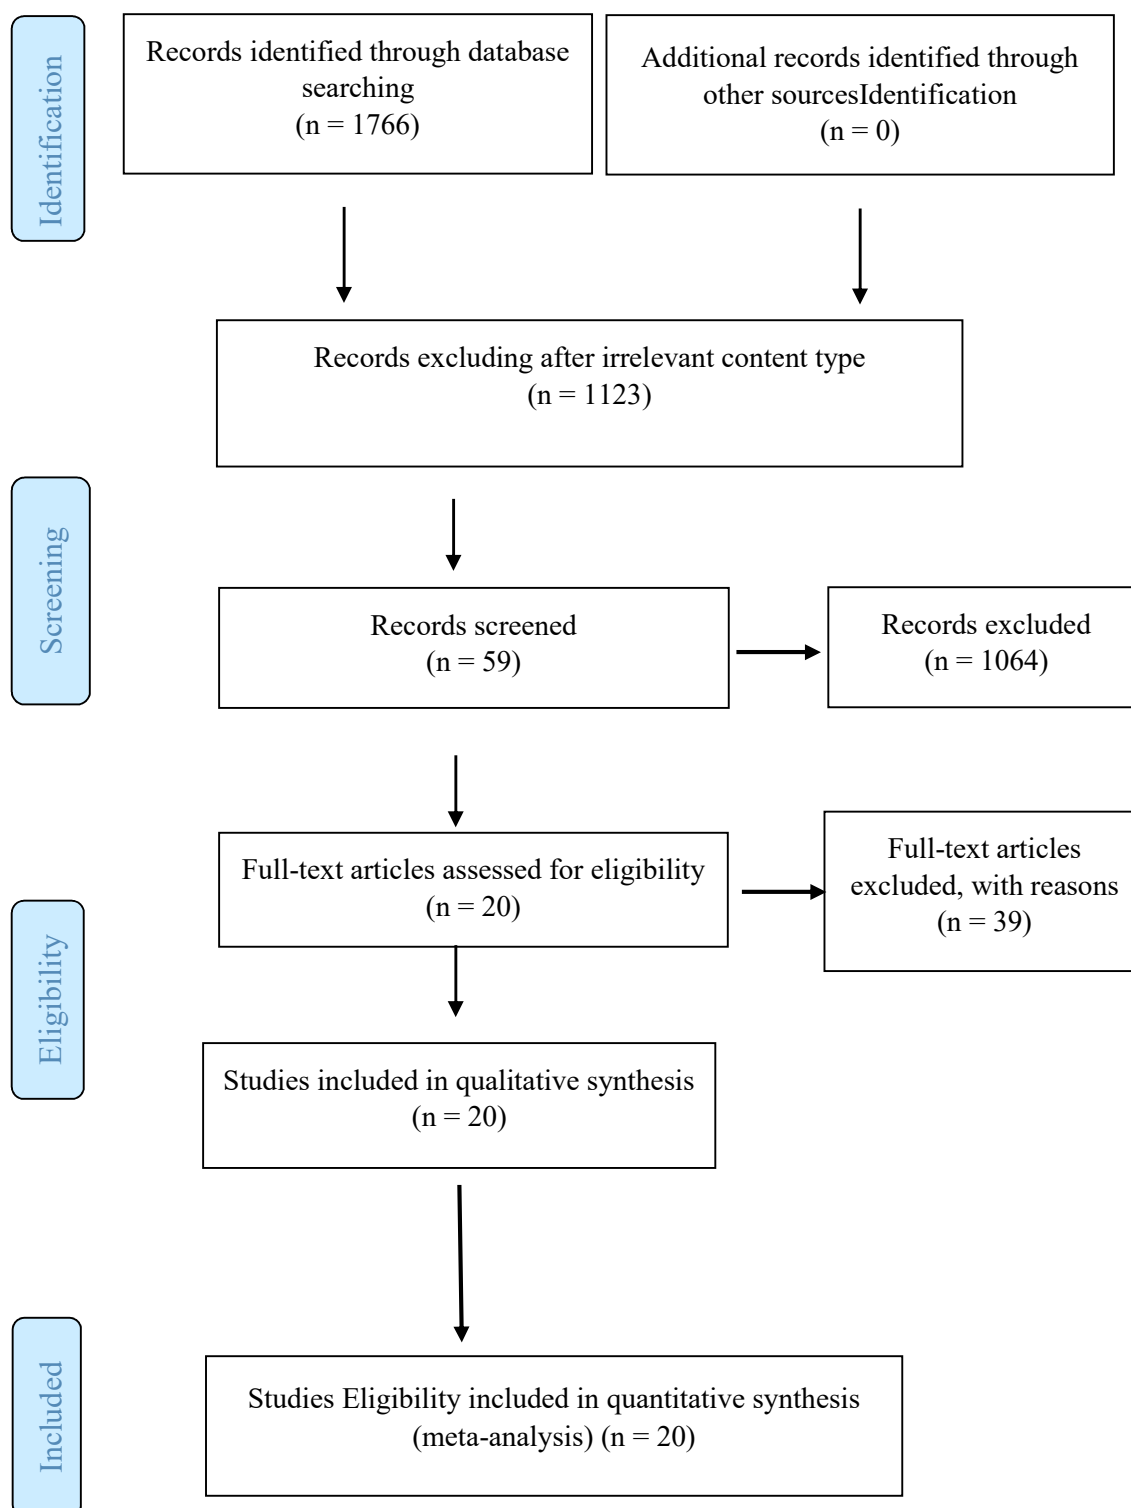 Identification
Records identified through database
searching
(n = 1766)
Additional records identified through
other sourcesIdentification
(n = 0)
Records excluding after irrelevant content type
(n = 1123)
Screening
Records screened
(n = 59)
Records excluded
(n = 1064)
Full-text articles assessed for eligibility
(n = 20)
Full-text articles
excluded, with reasons
(n = 39)
Eligibility
Studies included in qualitative synthesis
(n = 20)
Included
Studies Eligibility included in quantitative synthesis
(meta-analysis) (n = 20)